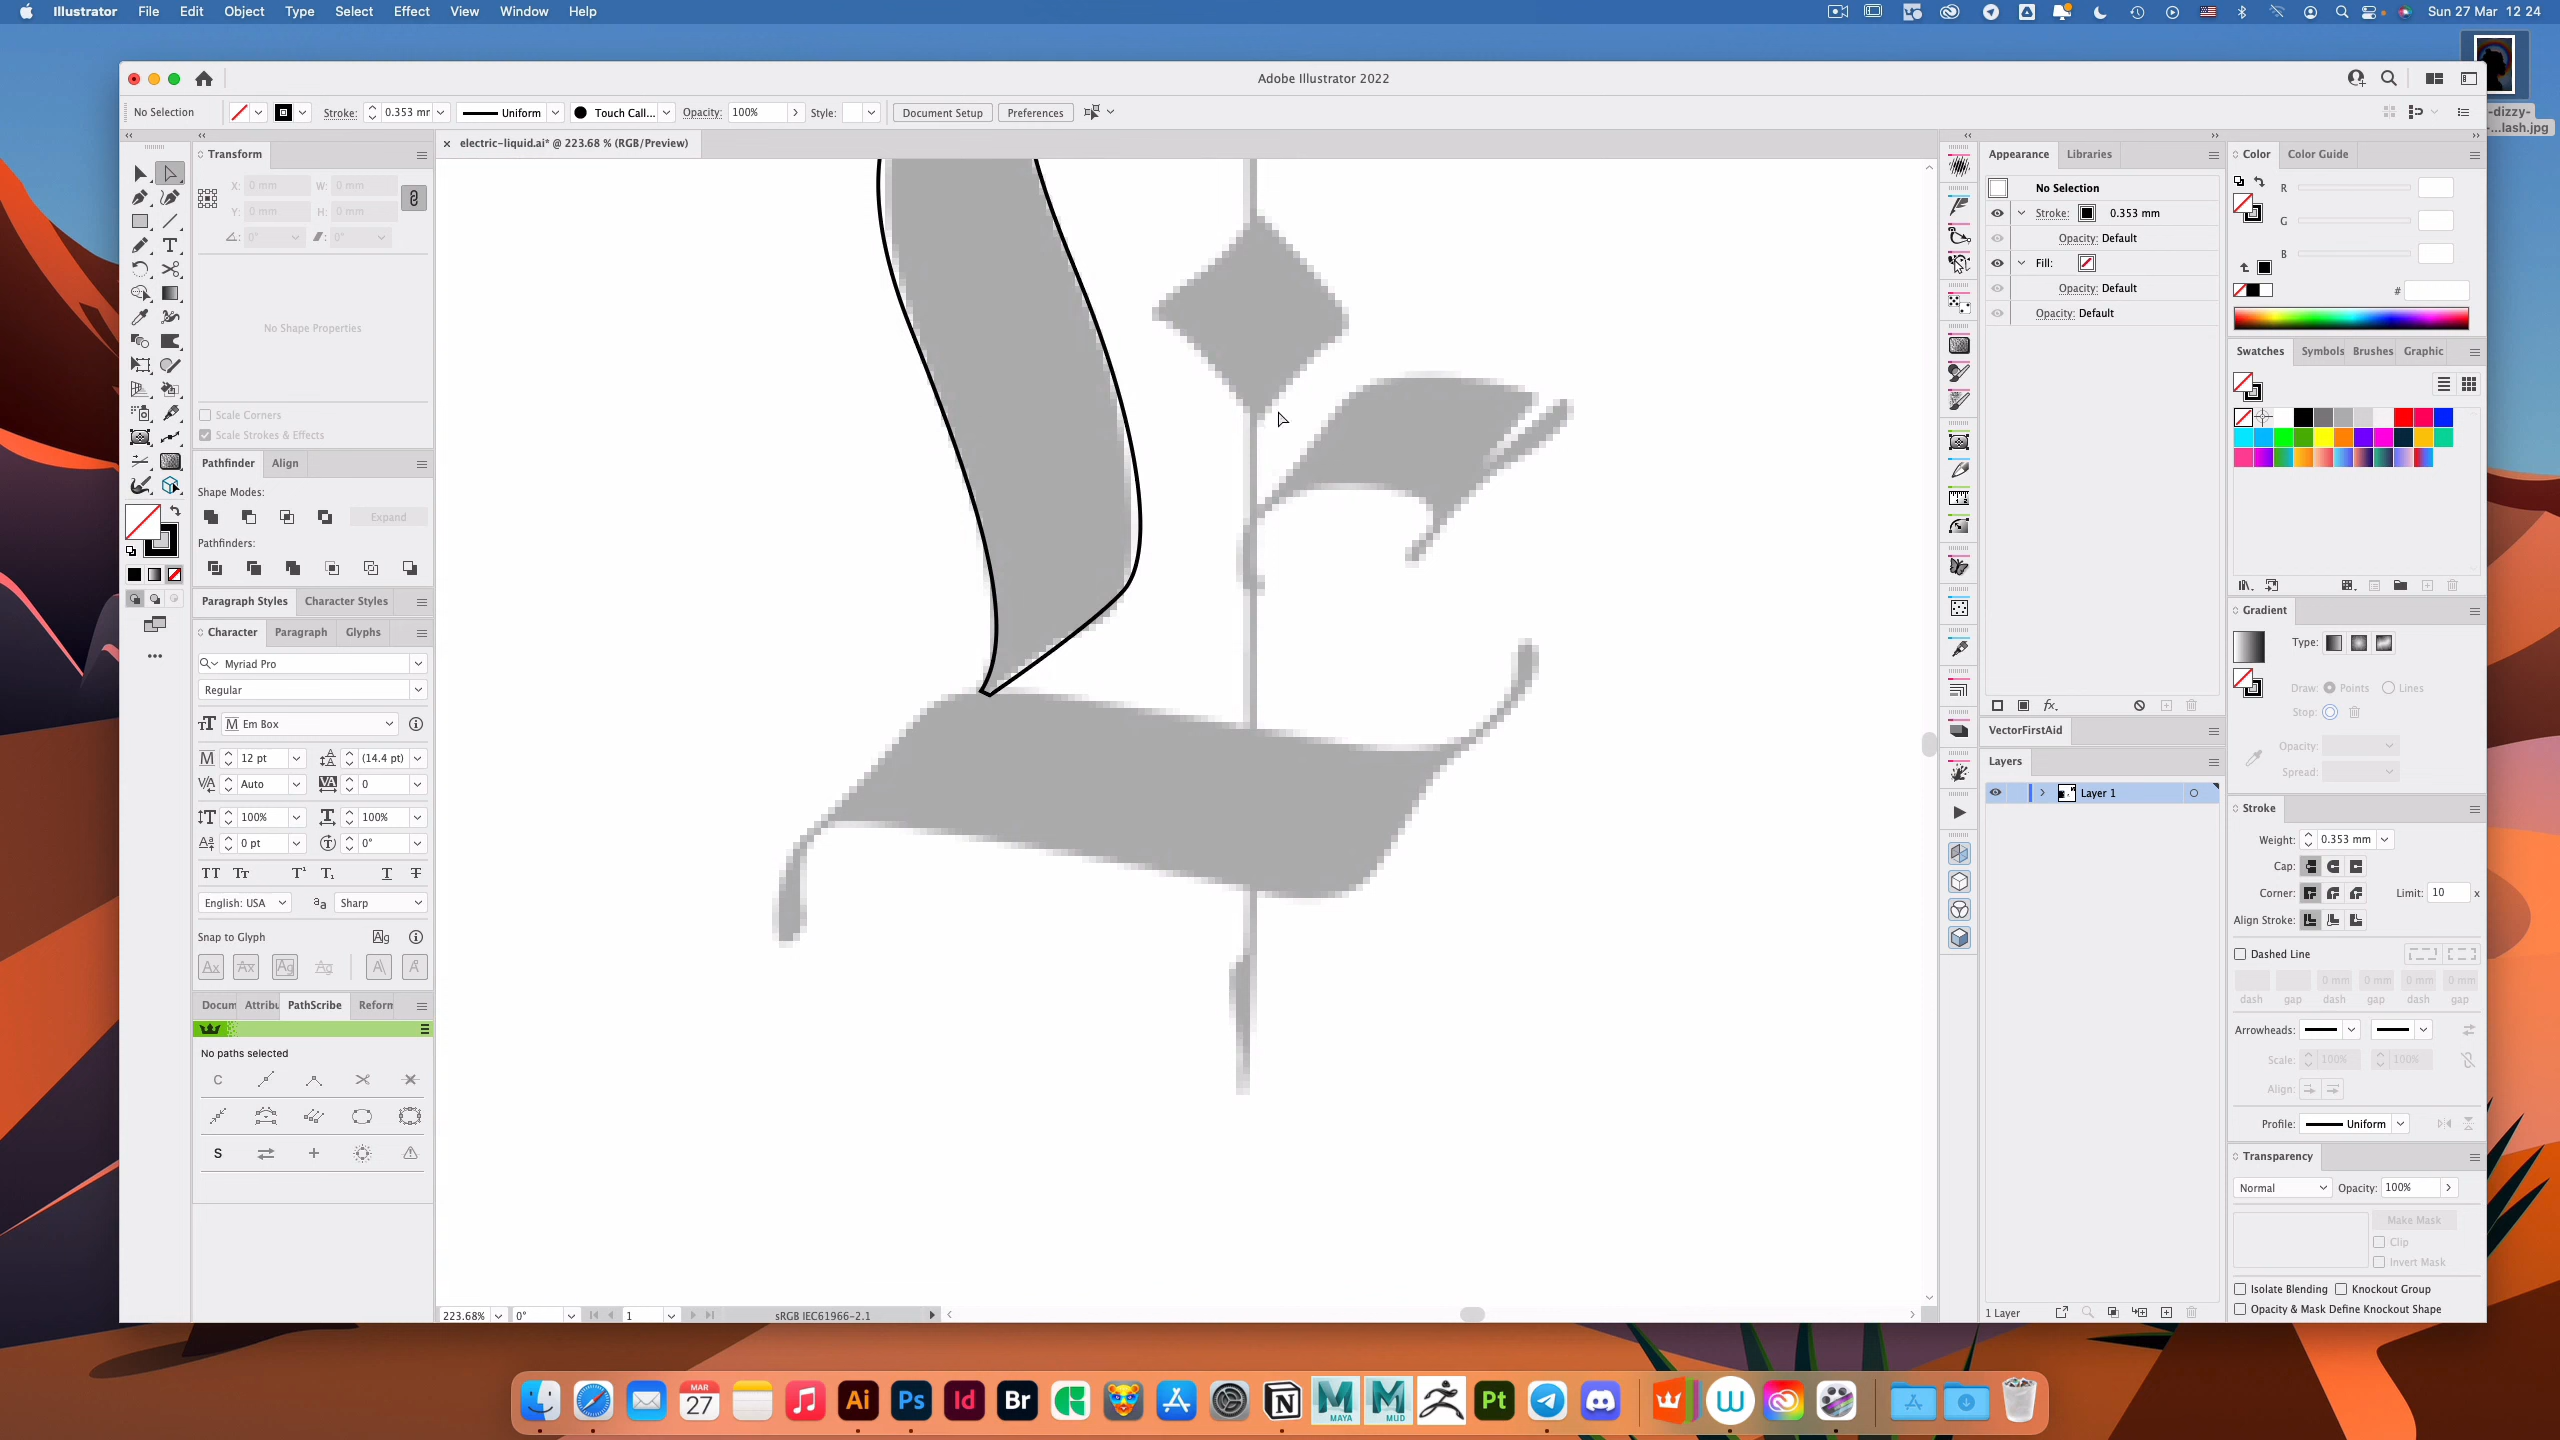 Illustrator File Edit Object Type Select Effect View Window Help
Sun 27 Mar 12 24
Adobe Illustrator 2022
-dizzy-
-...lash.jpg
No Selection Stroke: 0.353 mr Uniform Touch Call... Opacity: 100% Style: Document Setup Preferences
electric-liquid.ai* @ 223.68 % (RGB/Preview)
Transform
X: 0 mm W: 0 mm
Y: 0 mm H: 0 mm
0° 0°
No Shape Properties
Scale Corners
Scale Strokes & Effects
Pathfinder Align
Shape Modes:
Expand
Pathfinders:
Paragraph Styles Character Styles
Character Paragraph Glyphs
Myriad Pro
Regular
Em Box
12 pt (14.4 pt)
Auto 0
100% 100%
0 pt 0°
English: USA Sharp
Snap to Glyph
Docum Attribu PathScribe Reform
No paths selected
223.68% 0° 1 sRGB IEC61966-2.1
Appearance Libraries
No Selection
Stroke: 0.353 mm
Opacity: Default
Fill:
Opacity: Default
Opacity: Default
VectorFirstAid
Layers
Layer 1
1 Layer
Color Color Guide
R
G
B
#
Swatches Symbols Brushes Graphic
Gradient
Type:
Draw: Points Lines
Stop:
Opacity:
Spread:
Stroke
Weight: 0.353 mm
Cap:
Corner: Limit: 10 x
Align Stroke:
Dashed Line
0 mm 0 mm 0 mm 0 mm
dash gap dash gap dash gap
Arrowheads:
Scale: 100% 100%
Align:
Profile: Uniform
Transparency
Normal Opacity: 100%
Make Mask
Clip
Invert Mask
Isolate Blending Knockout Group
Opacity & Mask Define Knockout Shape
MAR
27 Ai Ps Id Br N M MAYA M MUD Pt W